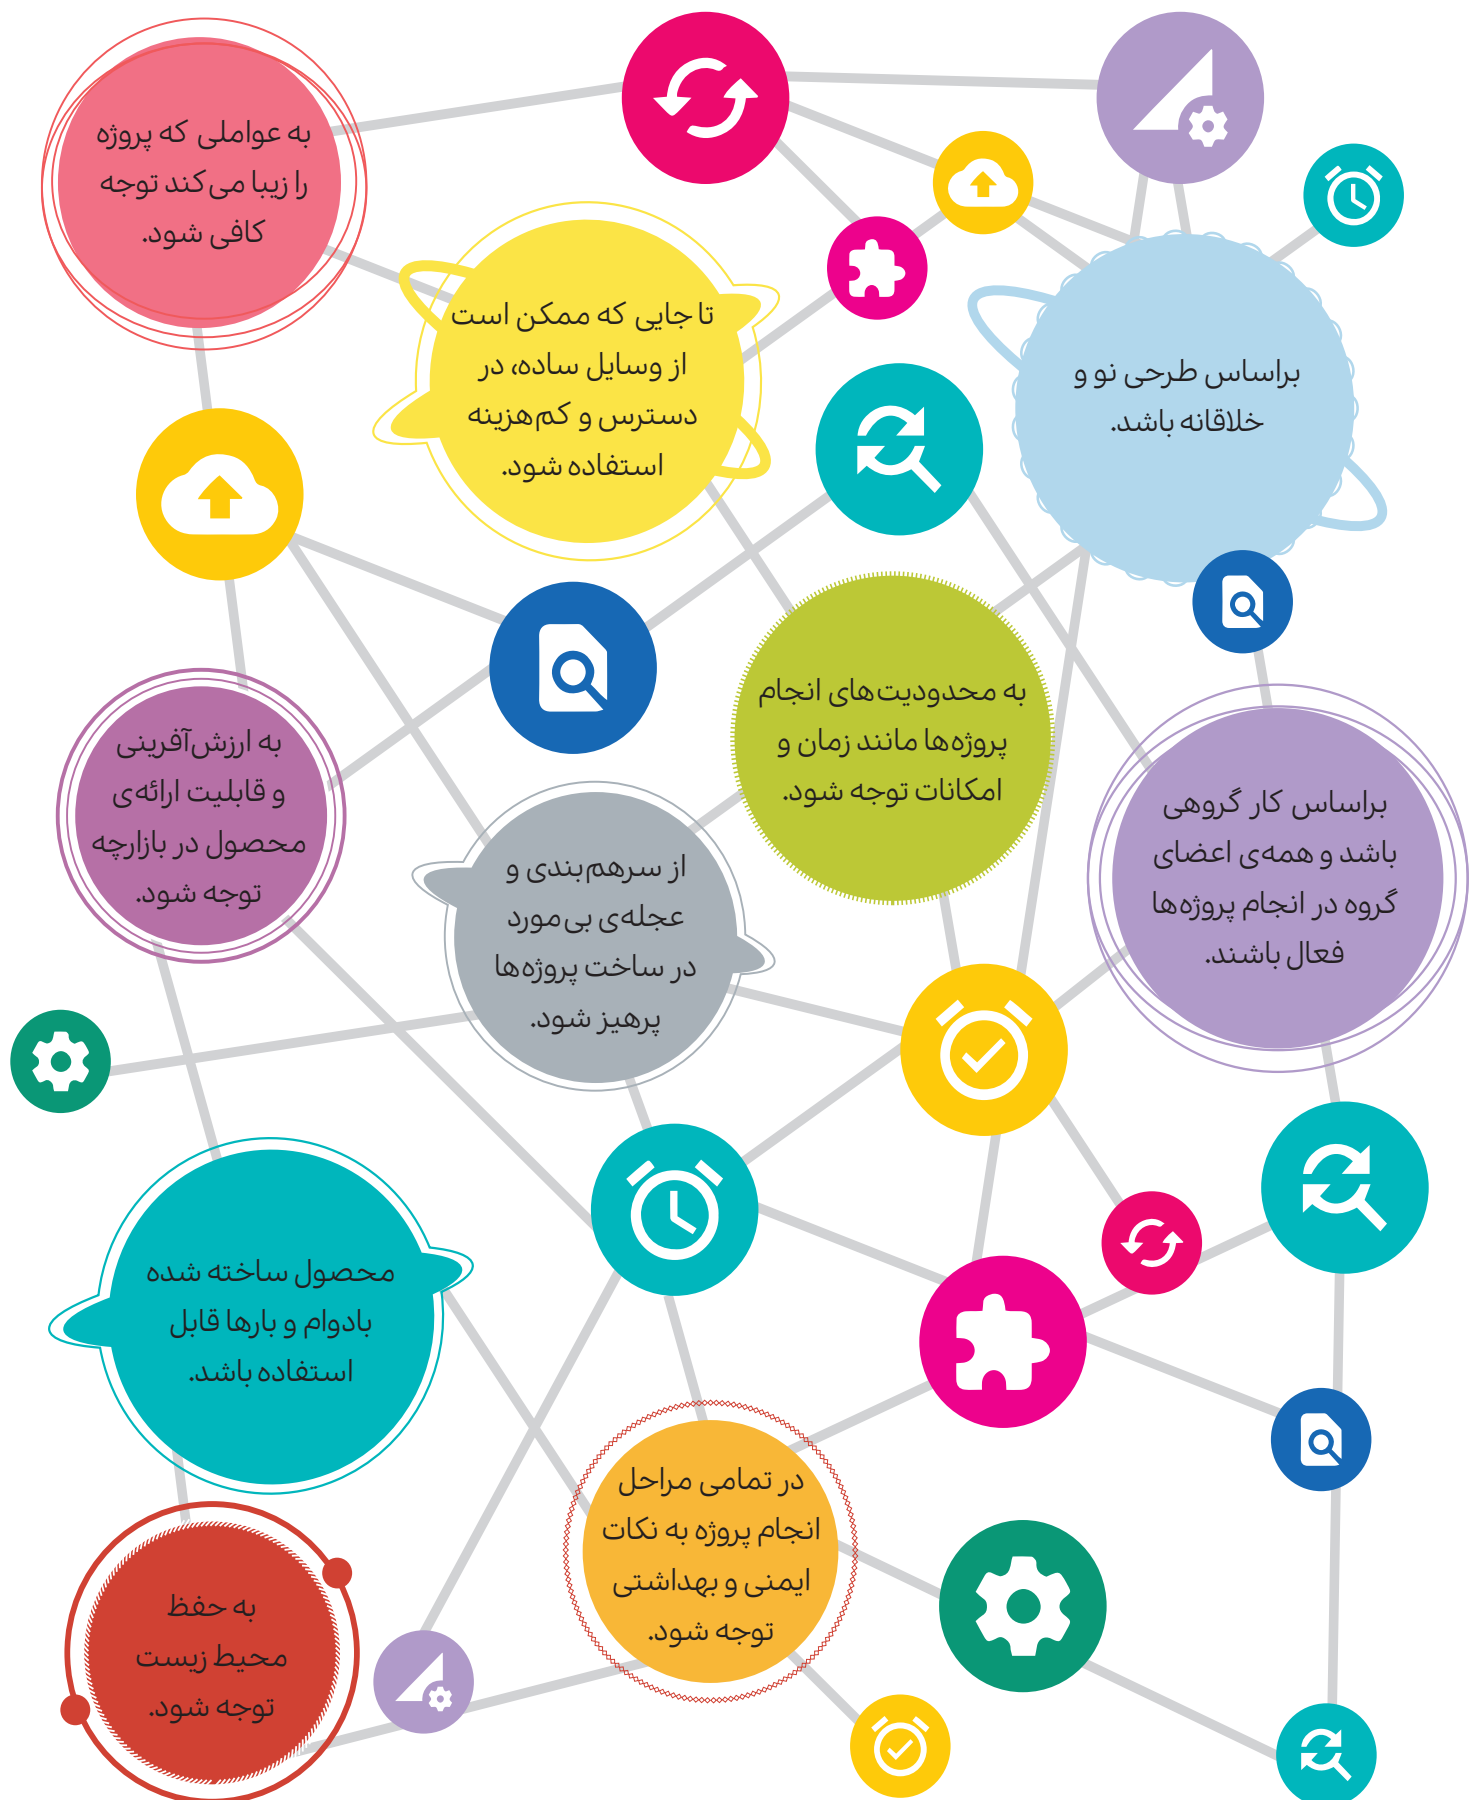 به عواملی که پروژه
را زیبا می‌کند توجه
کافی شود.
تا جایی که ممکن است
از وسایل ساده، در
دسترس و کم‌هزینه
استفاده شود.
براساس طرحی نو و
خلاقانه باشد.
به محدودیت‌های انجام
پروژه‌ها مانند زمان و
امکانات توجه شود.
به ارزش‌آفرینی
و قابلیت ارائه‌ی
محصول در بازارچه
توجه شود.
براساس کار گروهی
باشد و همه‌ی اعضای
گروه در انجام پروژه‌ها
فعال باشند.
از سرهم‌بندی و
عجله‌ی بی‌مورد
در ساخت پروژه‌ها
پرهیز شود.
محصول ساخته شده
بادوام و بارها قابل
استفاده باشد.
در تمامی مراحل
انجام پروژه به نکات
ایمنی و بهداشتی
توجه شود.
به حفظ
محیط زیست
توجه شود.